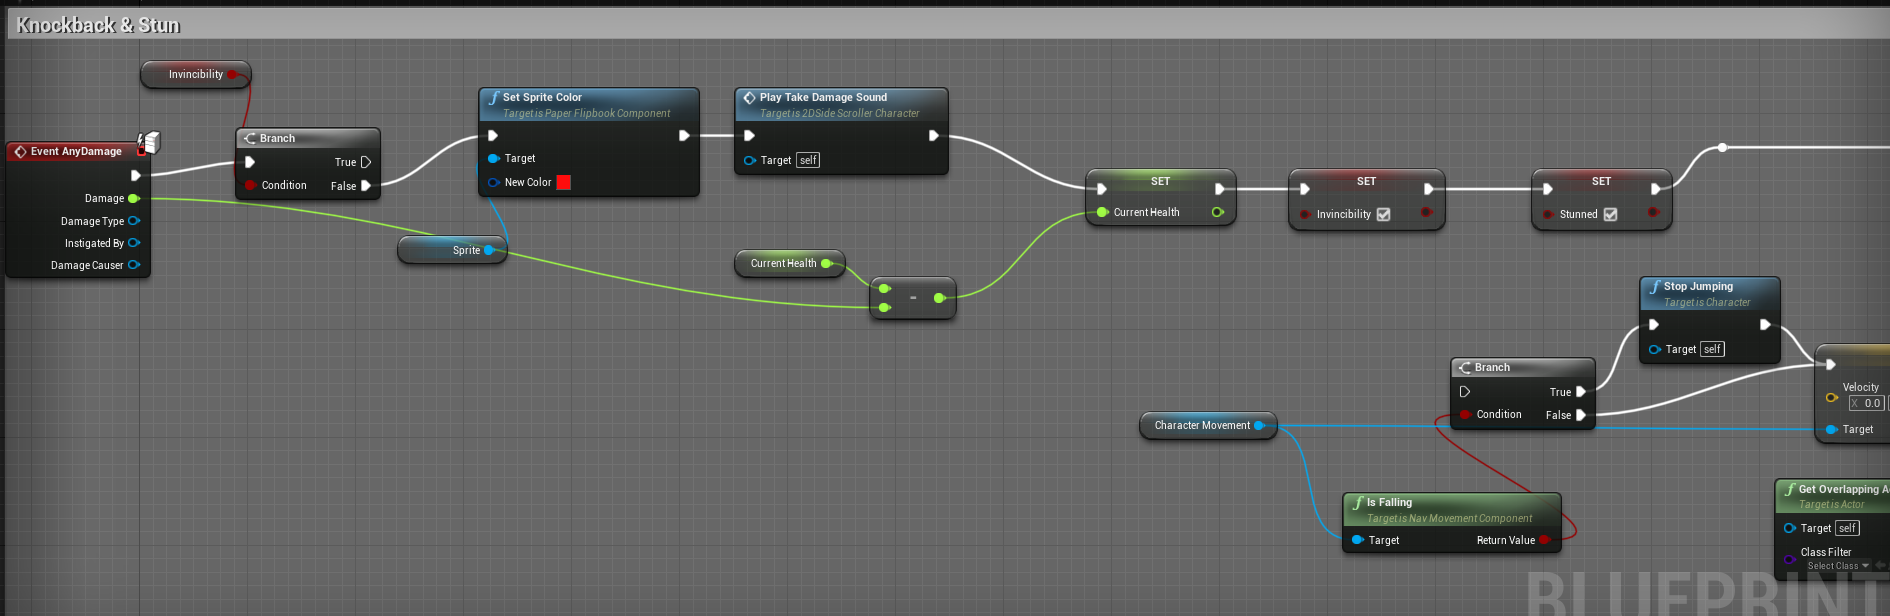 Knockback & Stun
Invincibility
Event AnyDamage
Damage
Damage Type
Instigated By
Damage Causer
Branch
True
Condition
False
Set Sprite Color
Target is Paper Flipbook Component
Target
New Color
Sprite
Play Take Damage Sound
Target is 2DSide Scroller Character
Target self
Current Health
-
SET
Current Health
SET
Invincibility
SET
Stunned
Stop Jumping
Target is Character
Target self
Branch
True
Condition
False
Velocity
X 0.0
Target
Character Movement
Is Falling
Target is Nav Movement Component
Target
Return Value
Get Overlapping A
Target is Actor
Target self
Class Filter
Select Class
BLUEPRINT